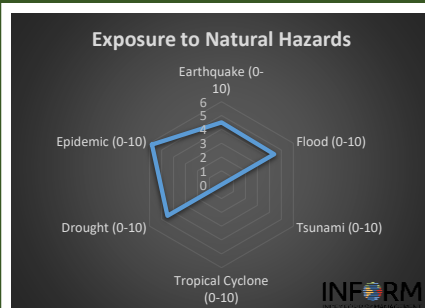 Exposure to Natural Hazards
Earthquake (0-
10)
6
5
4
3
2
1
0
Epidemic (0-10)
Flood (0-10)
Drought (0-10)
Tsunami (0-10)
Tropical Cyclone
(0-10)
INFORM